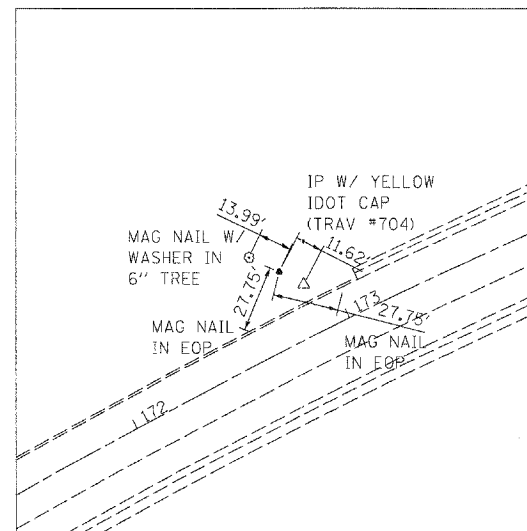 13.99'
IP W/ YELLOW
IDOT CAP
(TRAV #704)
11.62'
MAG NAIL W/
WASHER IN
6" TREE
27.75'
MAG NAIL
IN EOP
173
27.75'
MAG NAIL
IN EOP
172